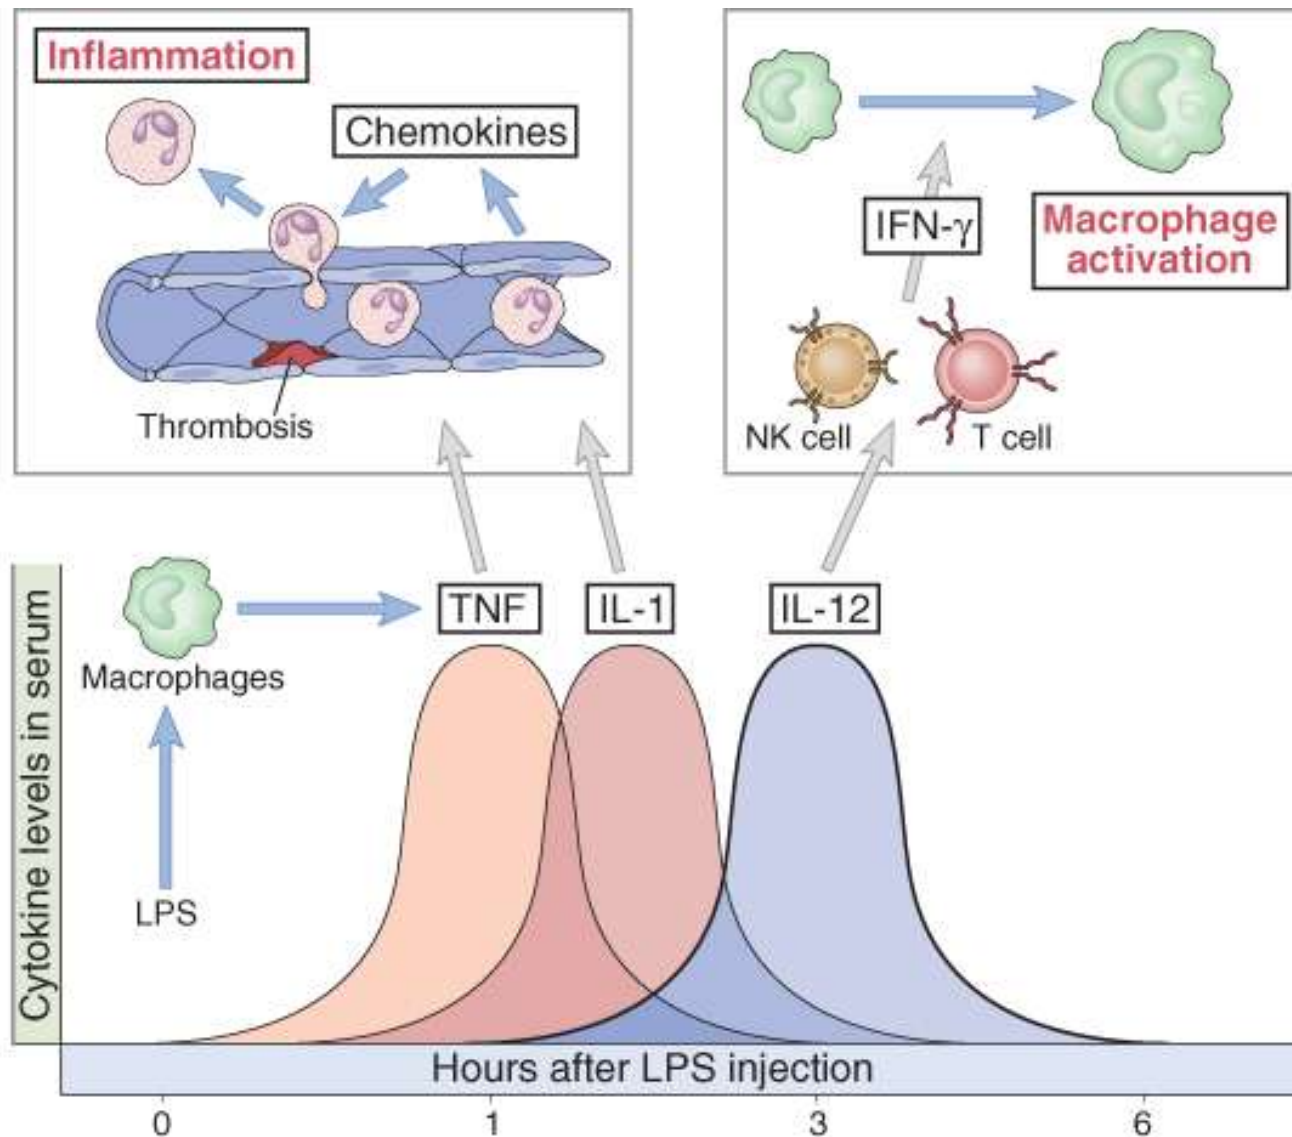 Inflammation
Chemokines
Thrombosis
IFN-γ
Macrophage
activation
NK cell
T cell
TNF
IL-1
IL-12
Macrophages
LPS
Cytokine levels in serum
Hours after LPS injection
0
1
3
6